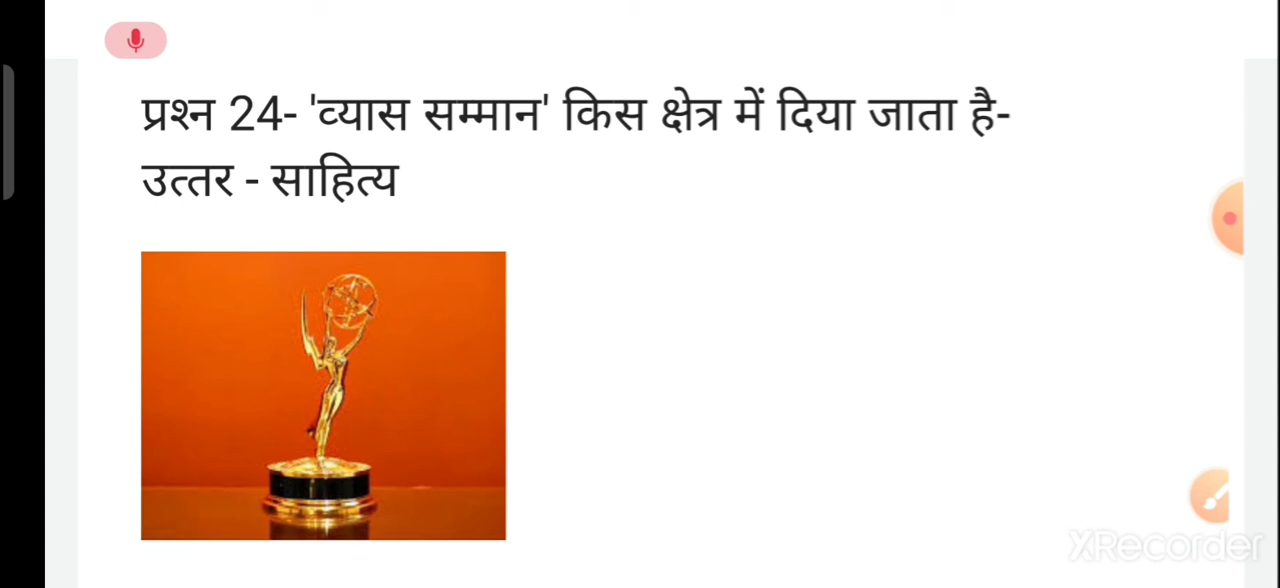 प्रश्न 24- 'व्यास सम्मान' किस क्षेत्र में दिया जाता है-
उत्तर - साहित्य
XRecorder